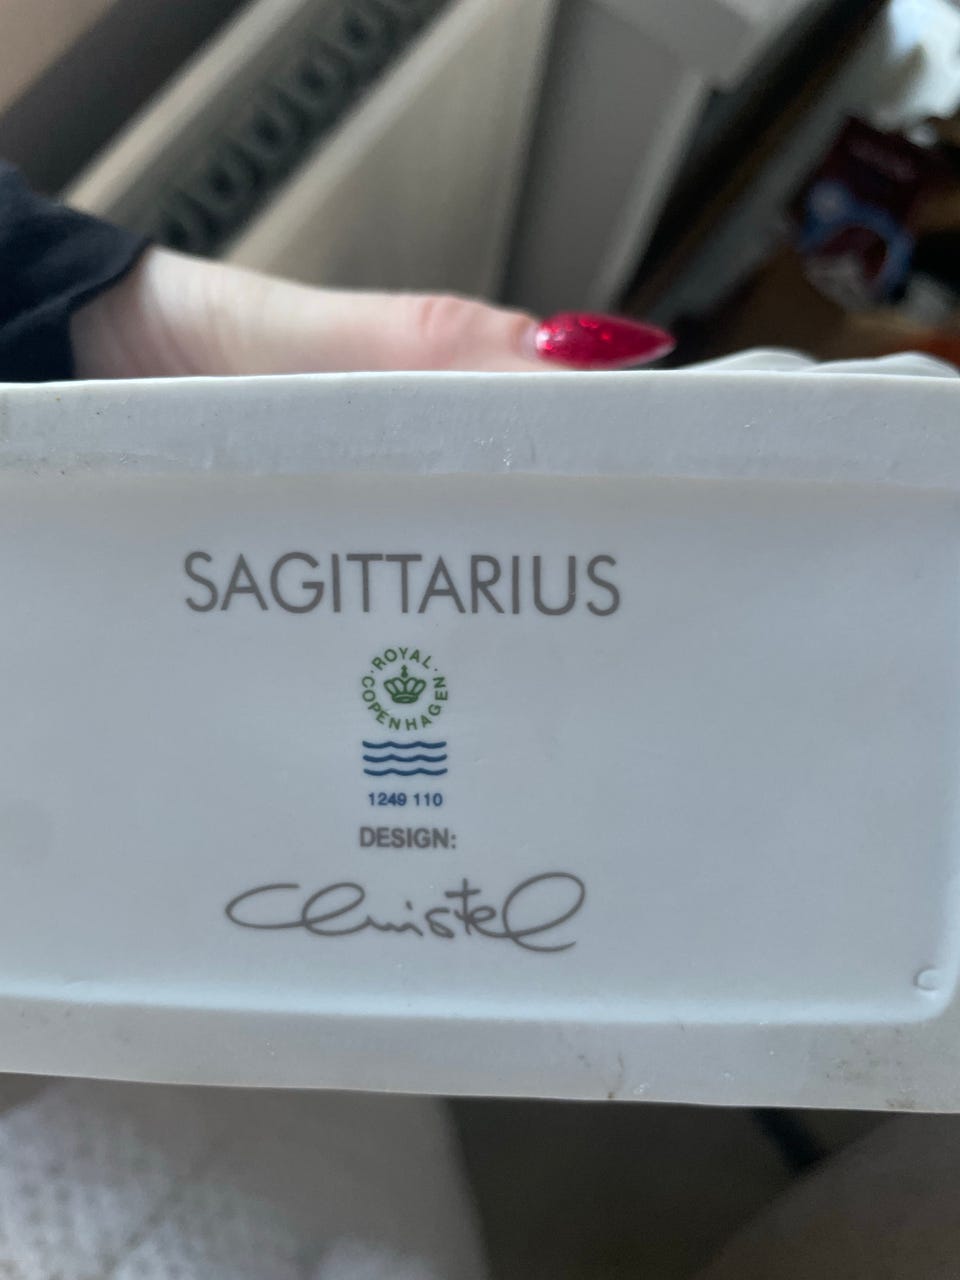 SAGITTARIUS
ROYAL
COPENHAGEN
1249 110
DESIGN:
Christel